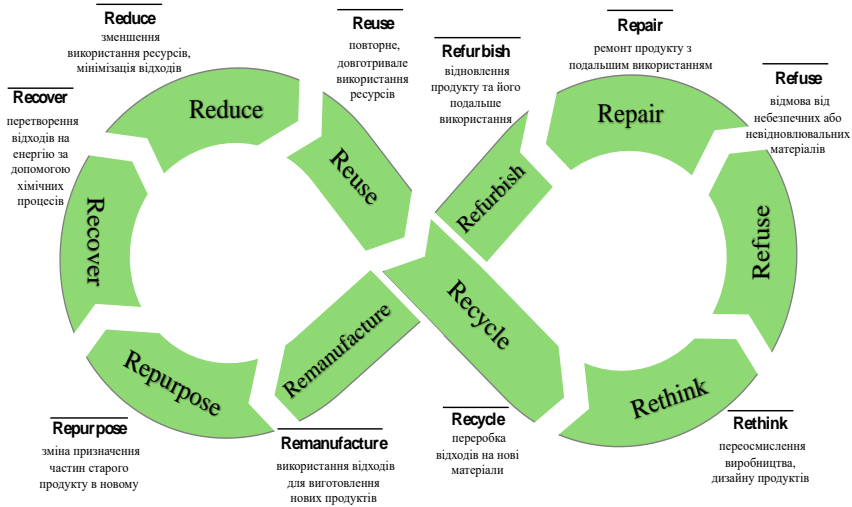 Reduce
зменшення
використання ресурсів,
мінімізація відходів
Reuse
повторне,
довготривале
використання
ресурсів
Refurbish
відновлення
продукту та його
подальше
використання
Repair
ремонт продукту з
подальшим використанням
Refuse
відмова від
небезпечних або
невідновлювальних
матеріалів
Recover
перетворення
відходів на
енергію за
допомогою
хімічних
процесів
Reduce
Reuse
Refurbish
Repair
Refuse
Recover
Repurpose
Remanufacture
Recycle
Rethink
Repurpose
зміна призначення
частин старого
продукту в новому
Remanufacture
використання відходів
для виготовлення
нових продуктів
Recycle
переробка
відходів на нові
матеріали
Rethink
переосмислення
виробництва,
дизайну продуктів